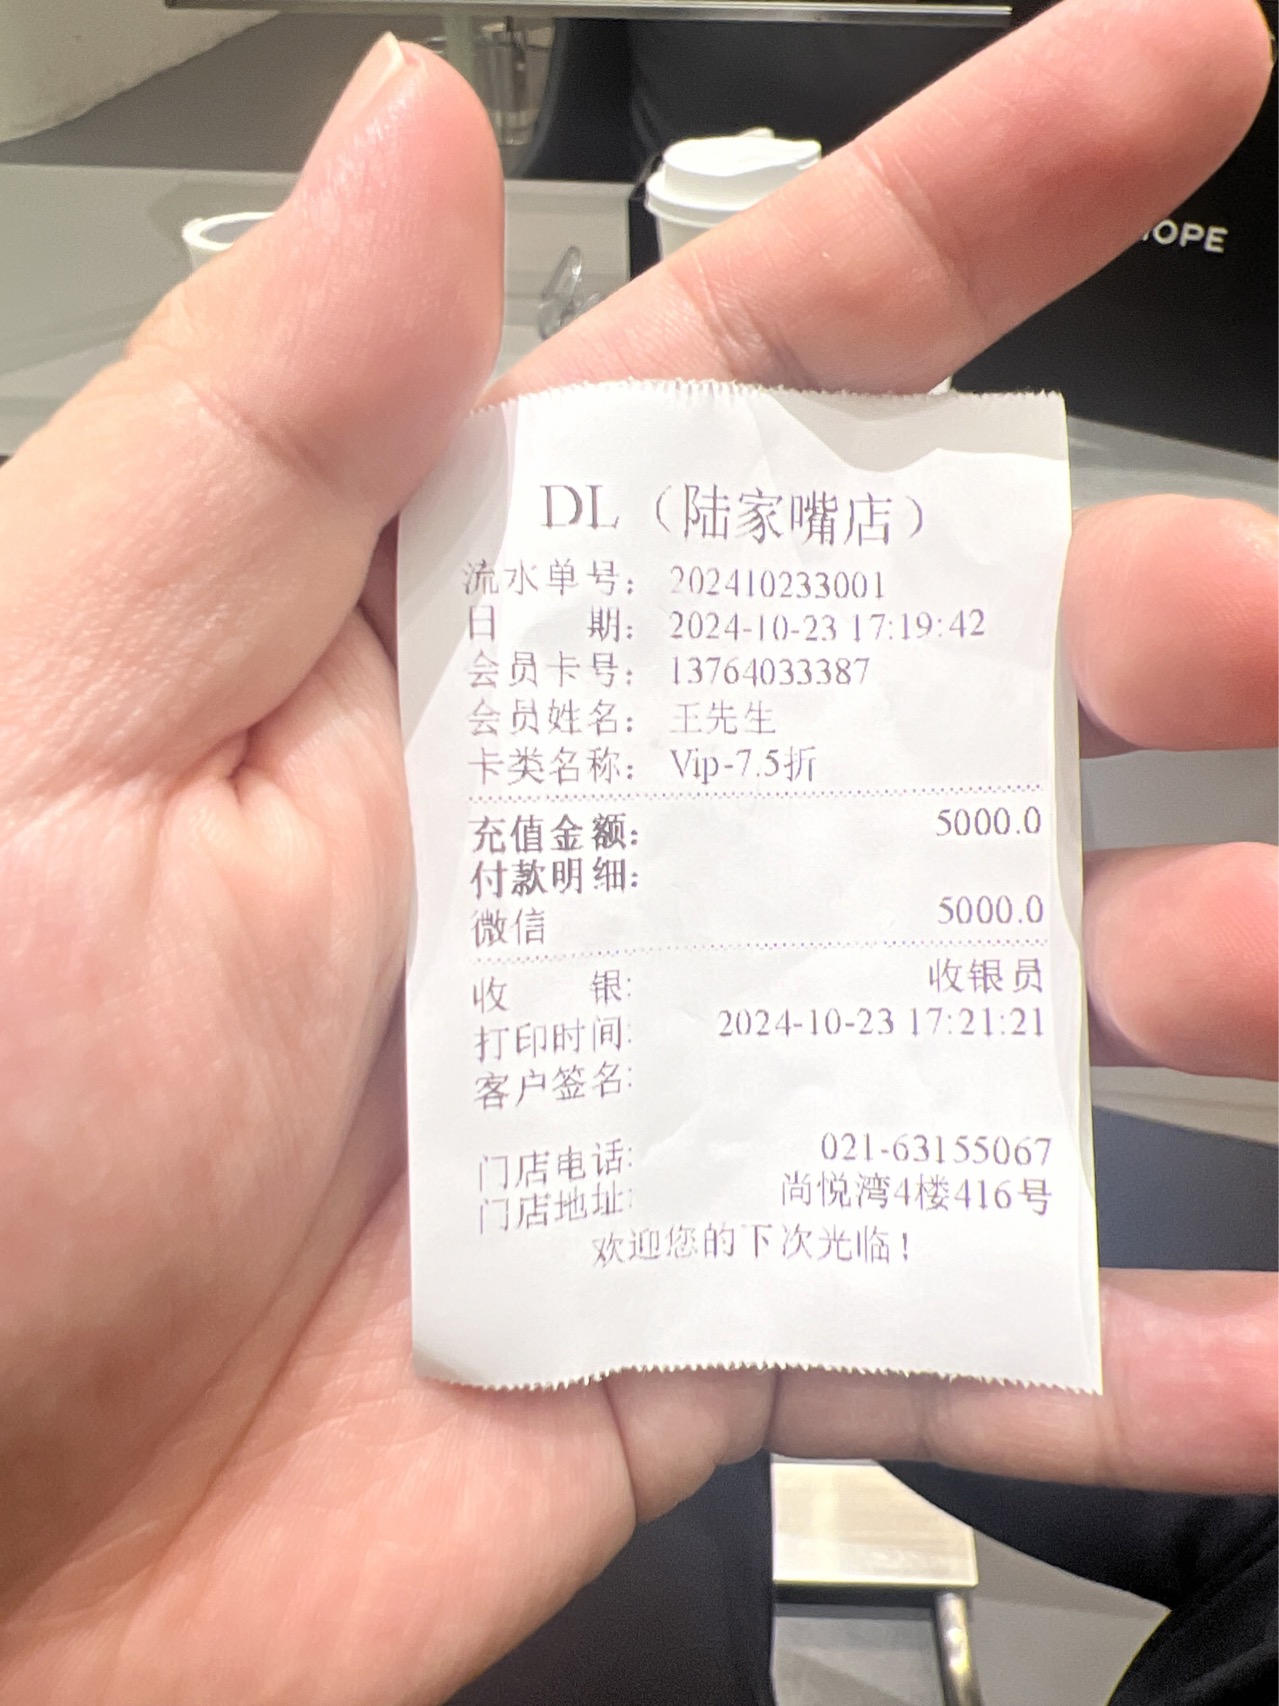 OPE
DL（陆家嘴店）
流水单号： 202410233001
日 期： 2024-10-23 17:19:42
会员卡号： 13764033387
会员姓名： 王先生
卡类名称： Vip-7.5折
充值金额： 5000.0
付款明细：
微信 5000.0
收 银: 收银员
打印时间: 2024-10-23 17:21:21
客户签名:
门店电话: 021-63155067
门店地址: 尚悦湾4楼416号
欢迎您的下次光临！